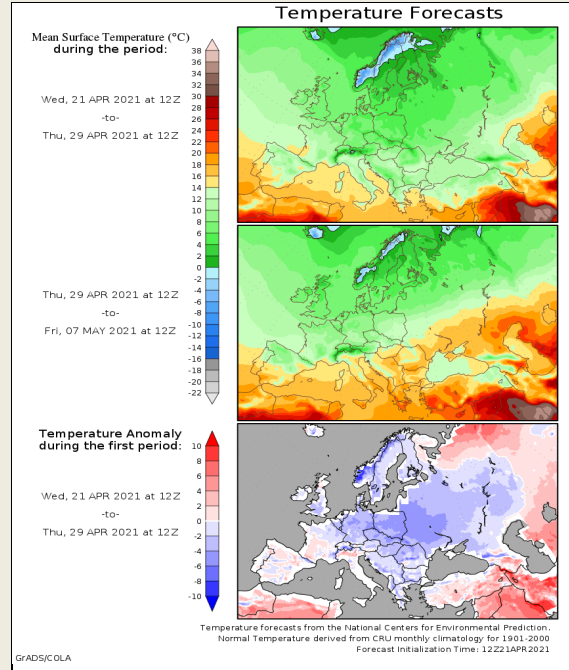 Temperature Forecasts
Mean Surface Temperature (°C)
during the period:
Wed, 21 APR 2021 at 12Z
-to-
Thu, 29 APR 2021 at 12Z
38
36
34
32
30
28
26
24
22
20
18
16
14
12
10
8
6
4
2
0
-2
-4
-6
-8
-10
-12
-14
-16
-18
-20
-22
Thu, 29 APR 2021 at 12Z
-to-
Fri, 07 MAY 2021 at 12Z
Temperature Anomaly
during the first period:
Wed, 21 APR 2021 at 12Z
-to-
Thu, 29 APR 2021 at 12Z
10
8
6
4
2
0
-2
-4
-6
-8
-10
Temperature forecasts from the National Centers for Environmental Prediction.
Normal Temperature derived from CRU monthly climatology for 1901-2000
Forecast Initialization Time: 12Z21APR2021
GrADS/COLA